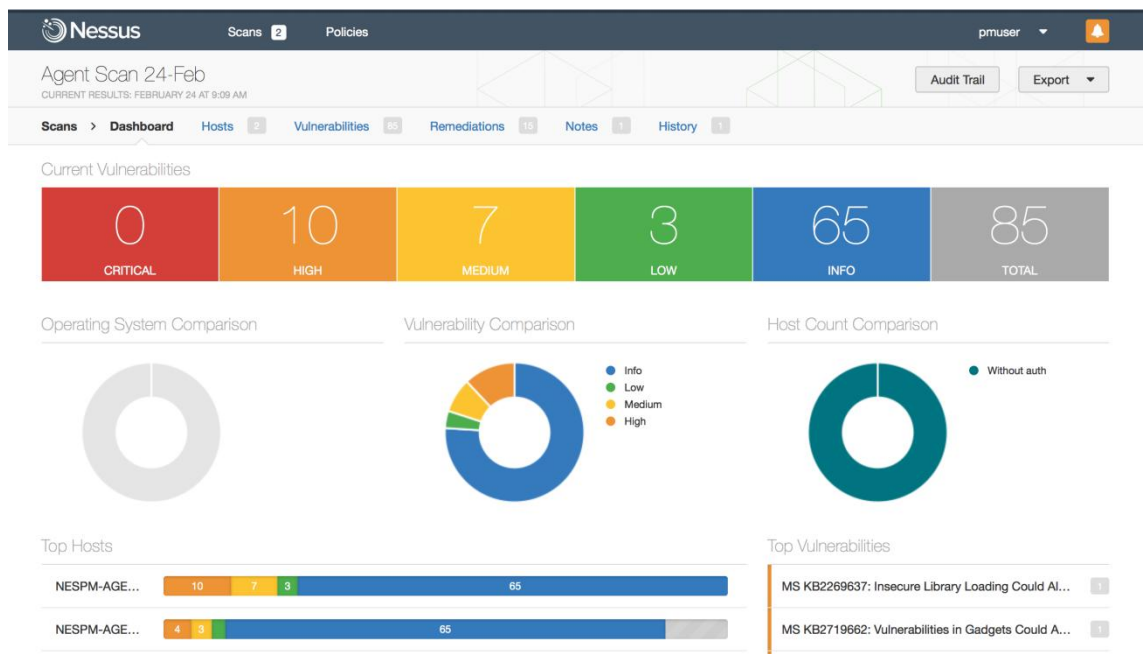 Nessus Scans 2 Policies pmuser
Agent Scan 24-Feb
CURRENT RESULTS: FEBRUARY 24 AT 9:09 AM
Audit Trail Export
Scans > Dashboard Hosts 2 Vulnerabilities 85 Remediations Notes 1 History 1
Current Vulnerabilities
0 10 7 3 65 85
CRITICAL HIGH MEDIUM LOW INFO TOTAL
Operating System Comparison Vulnerability Comparison Host Count Comparison
Info
Low
Medium
High
Without auth
Top Hosts Top Vulnerabilities
NESPM-AGE... 10 7 3 65
MS KB2269637: Insecure Library Loading Could Al... 1
NESPM-AGE... 4 3 65
MS KB2719662: Vulnerabilities in Gadgets Could A... 1